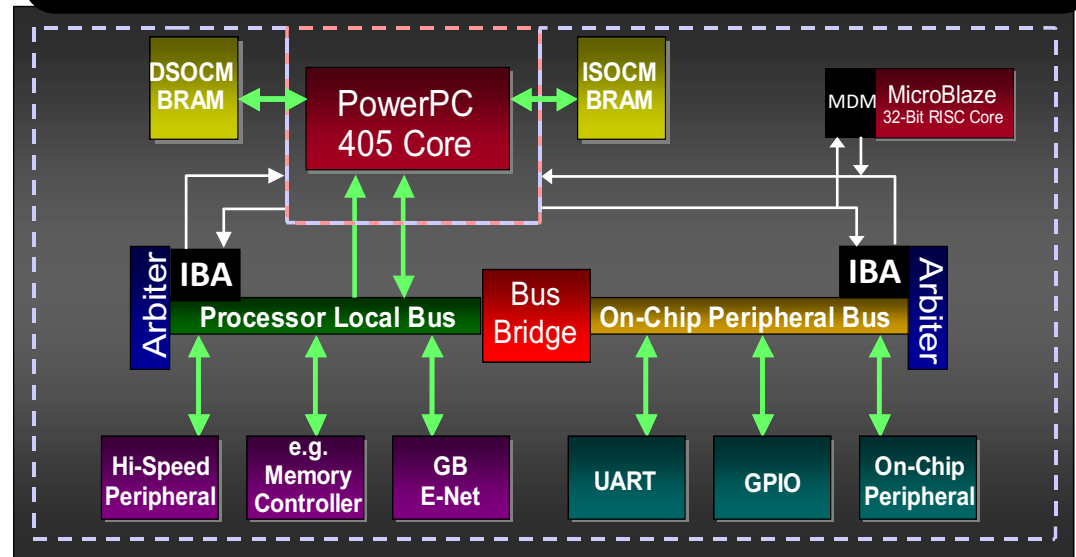 DSOCM
BRAM
PowerPC
405 Core
ISOCM
BRAM
MDM
MicroBlaze
32-Bit RISC Core
Arbiter
IBA
Processor Local Bus
Bus
Bridge
On-Chip Peripheral Bus
IBA
Arbiter
Hi-Speed
Peripheral
e.g.
Memory
Controller
GB
E-Net
UART
GPIO
On-Chip
Peripheral